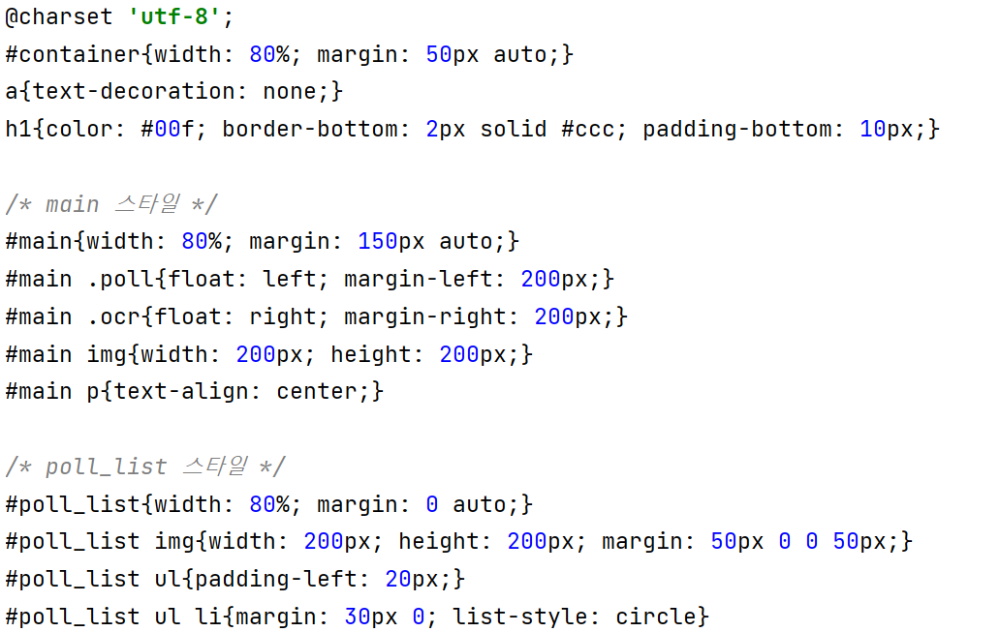 @charset 'utf-8';
#container{width: 80%; margin: 50px auto;}
a{text-decoration: none;}
h1{color: #00f; border-bottom: 2px solid #ccc; padding-bottom: 10px;}
/* main 스타일 */
#main{width: 80%; margin: 150px auto;}
#main .poll{float: left; margin-left: 200px;}
#main .ocr{float: right; margin-right: 200px;}
#main img{width: 200px; height: 200px;}
#main p{text-align: center;}
/* poll_list 스타일 */
#poll_list{width: 80%; margin: 0 auto;}
#poll_list img{width: 200px; height: 200px; margin: 50px 0 0 50px;}
#poll_list ul{padding-left: 20px;}
#poll_list ul li{margin: 30px 0; list-style: circle}